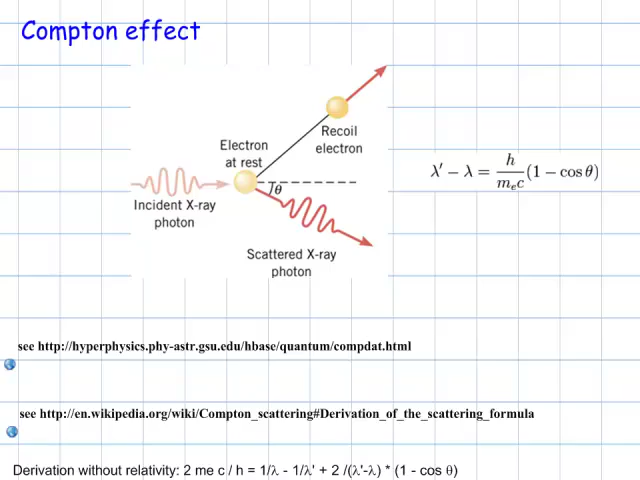 Compton effect
Electron
at rest
Recoil
electron
θ
Incident X-ray
photon
Scattered X-ray
photon
λ′ − λ = h/(mₑc) (1 − cos θ)
see http://hyperphysics.phy-astr.gsu.edu/hbase/quantum/compdat.html
see http://en.wikipedia.org/wiki/Compton_scattering#Derivation_of_the_scattering_formula
Derivation without relativity: 2 me c / h = 1/λ - 1/λ' + 2 /(λ'-λ) * (1 - cos θ)